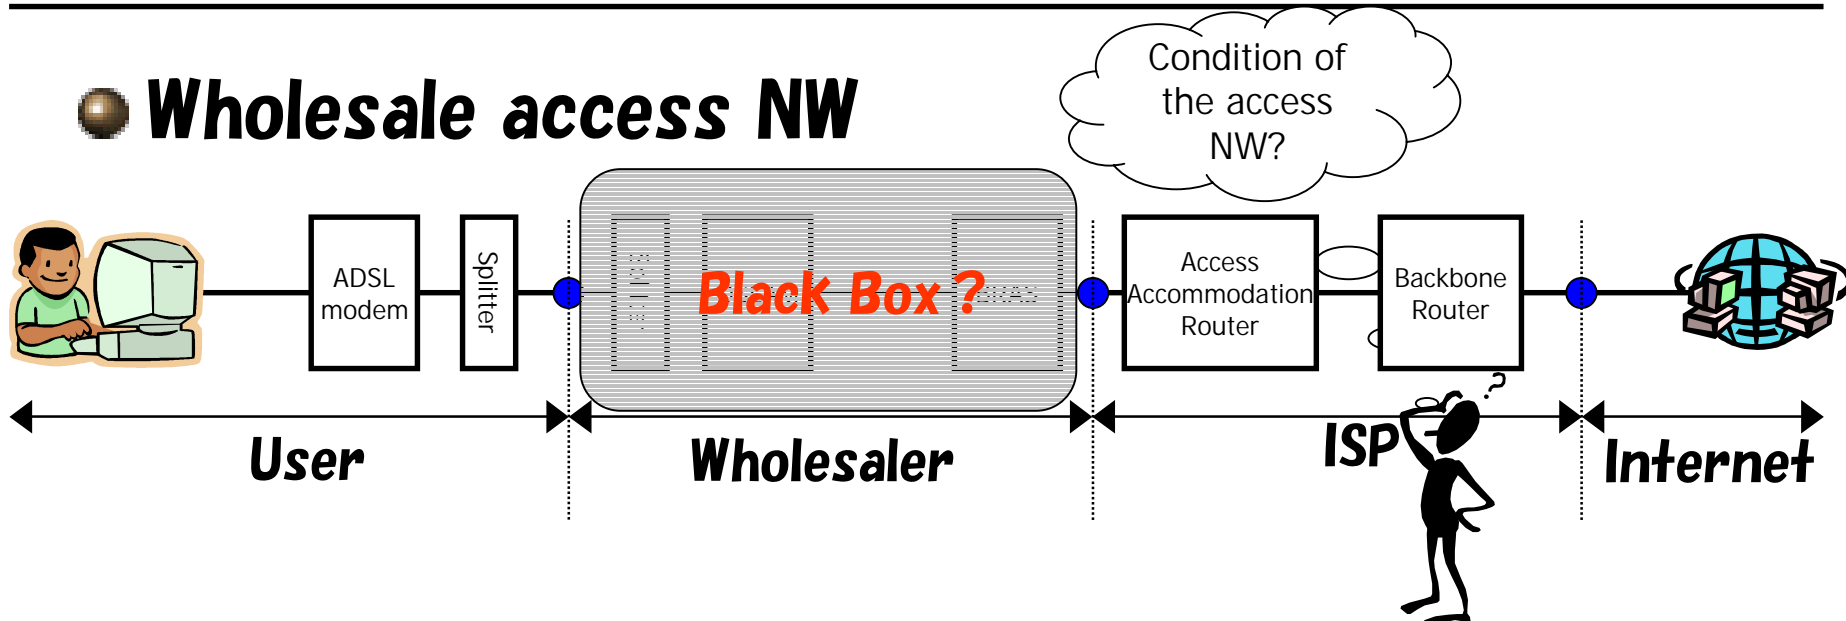 Wholesale access NW
Condition of
the access
NW?
ADSL
modem
Splitter
Black Box ?
BRAS
Access
Accommodation
Router
Backbone
Router
?
User
Wholesaler
ISP
Internet